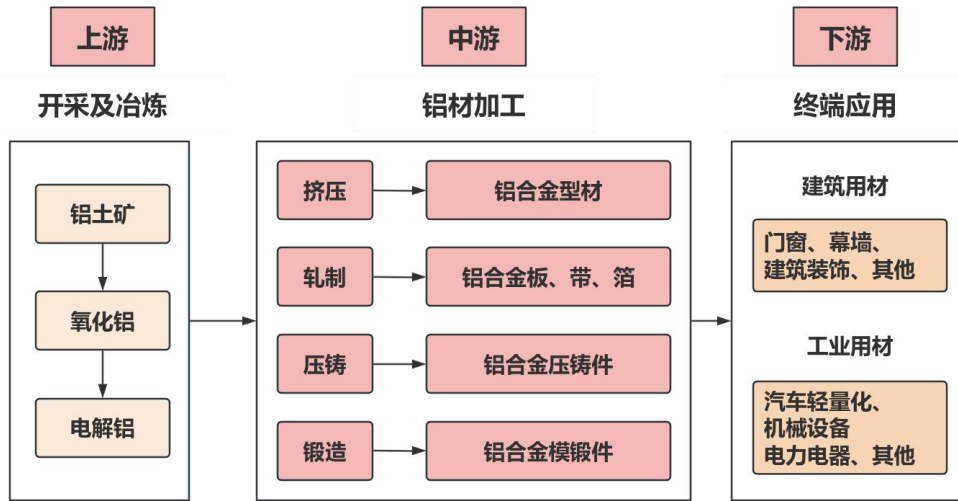 上游
中游
下游
开采及冶炼
铝材加工
终端应用
铝土矿
氧化铝
电解铝
挤压
铝合金型材
轧制
铝合金板、带、箔
压铸
铝合金压铸件
锻造
铝合金模锻件
建筑用材
门窗、幕墙、
建筑装饰、其他
工业用材
汽车轻量化、
机械设备
电力电器、其他